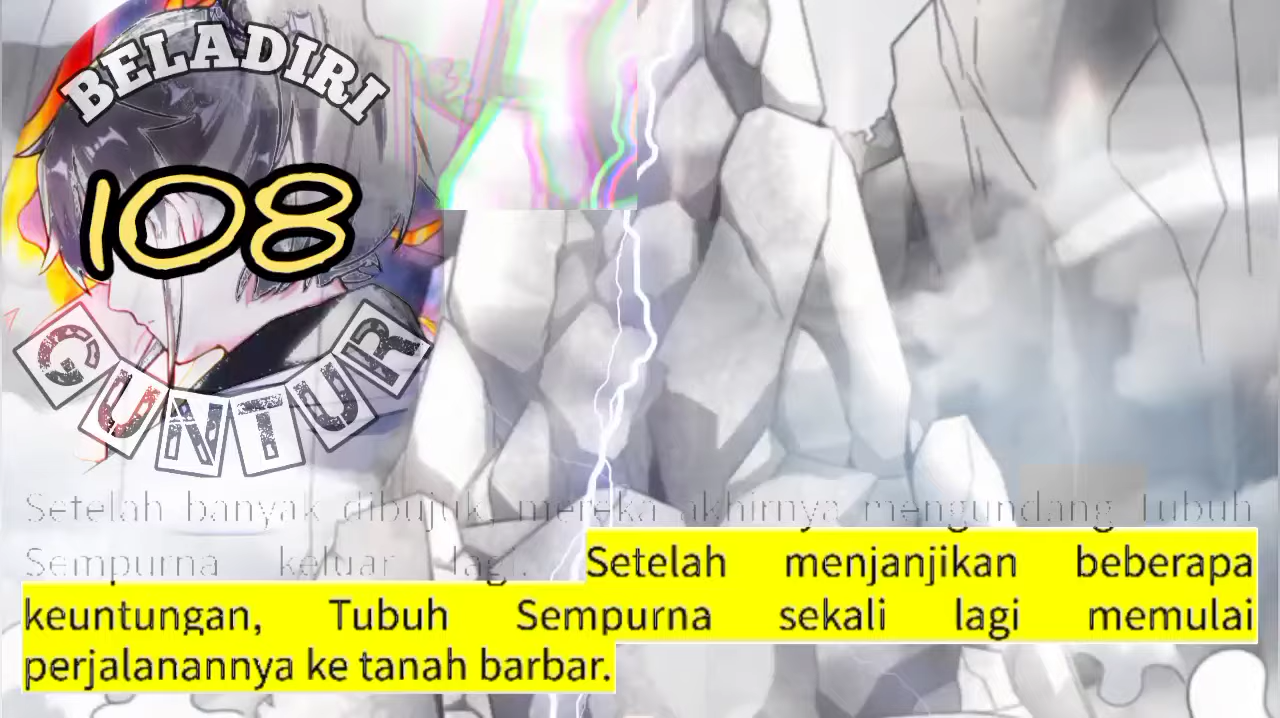 BELADIRI
108
GUNTUR
Setelah banyak dibujuk, mereka akhirnya mengundang Tubuh
Sempurna keluar lagi. Setelah menjanjikan beberapa
keuntungan, Tubuh Sempurna sekali lagi memulai
perjalanannya ke tanah barbar.